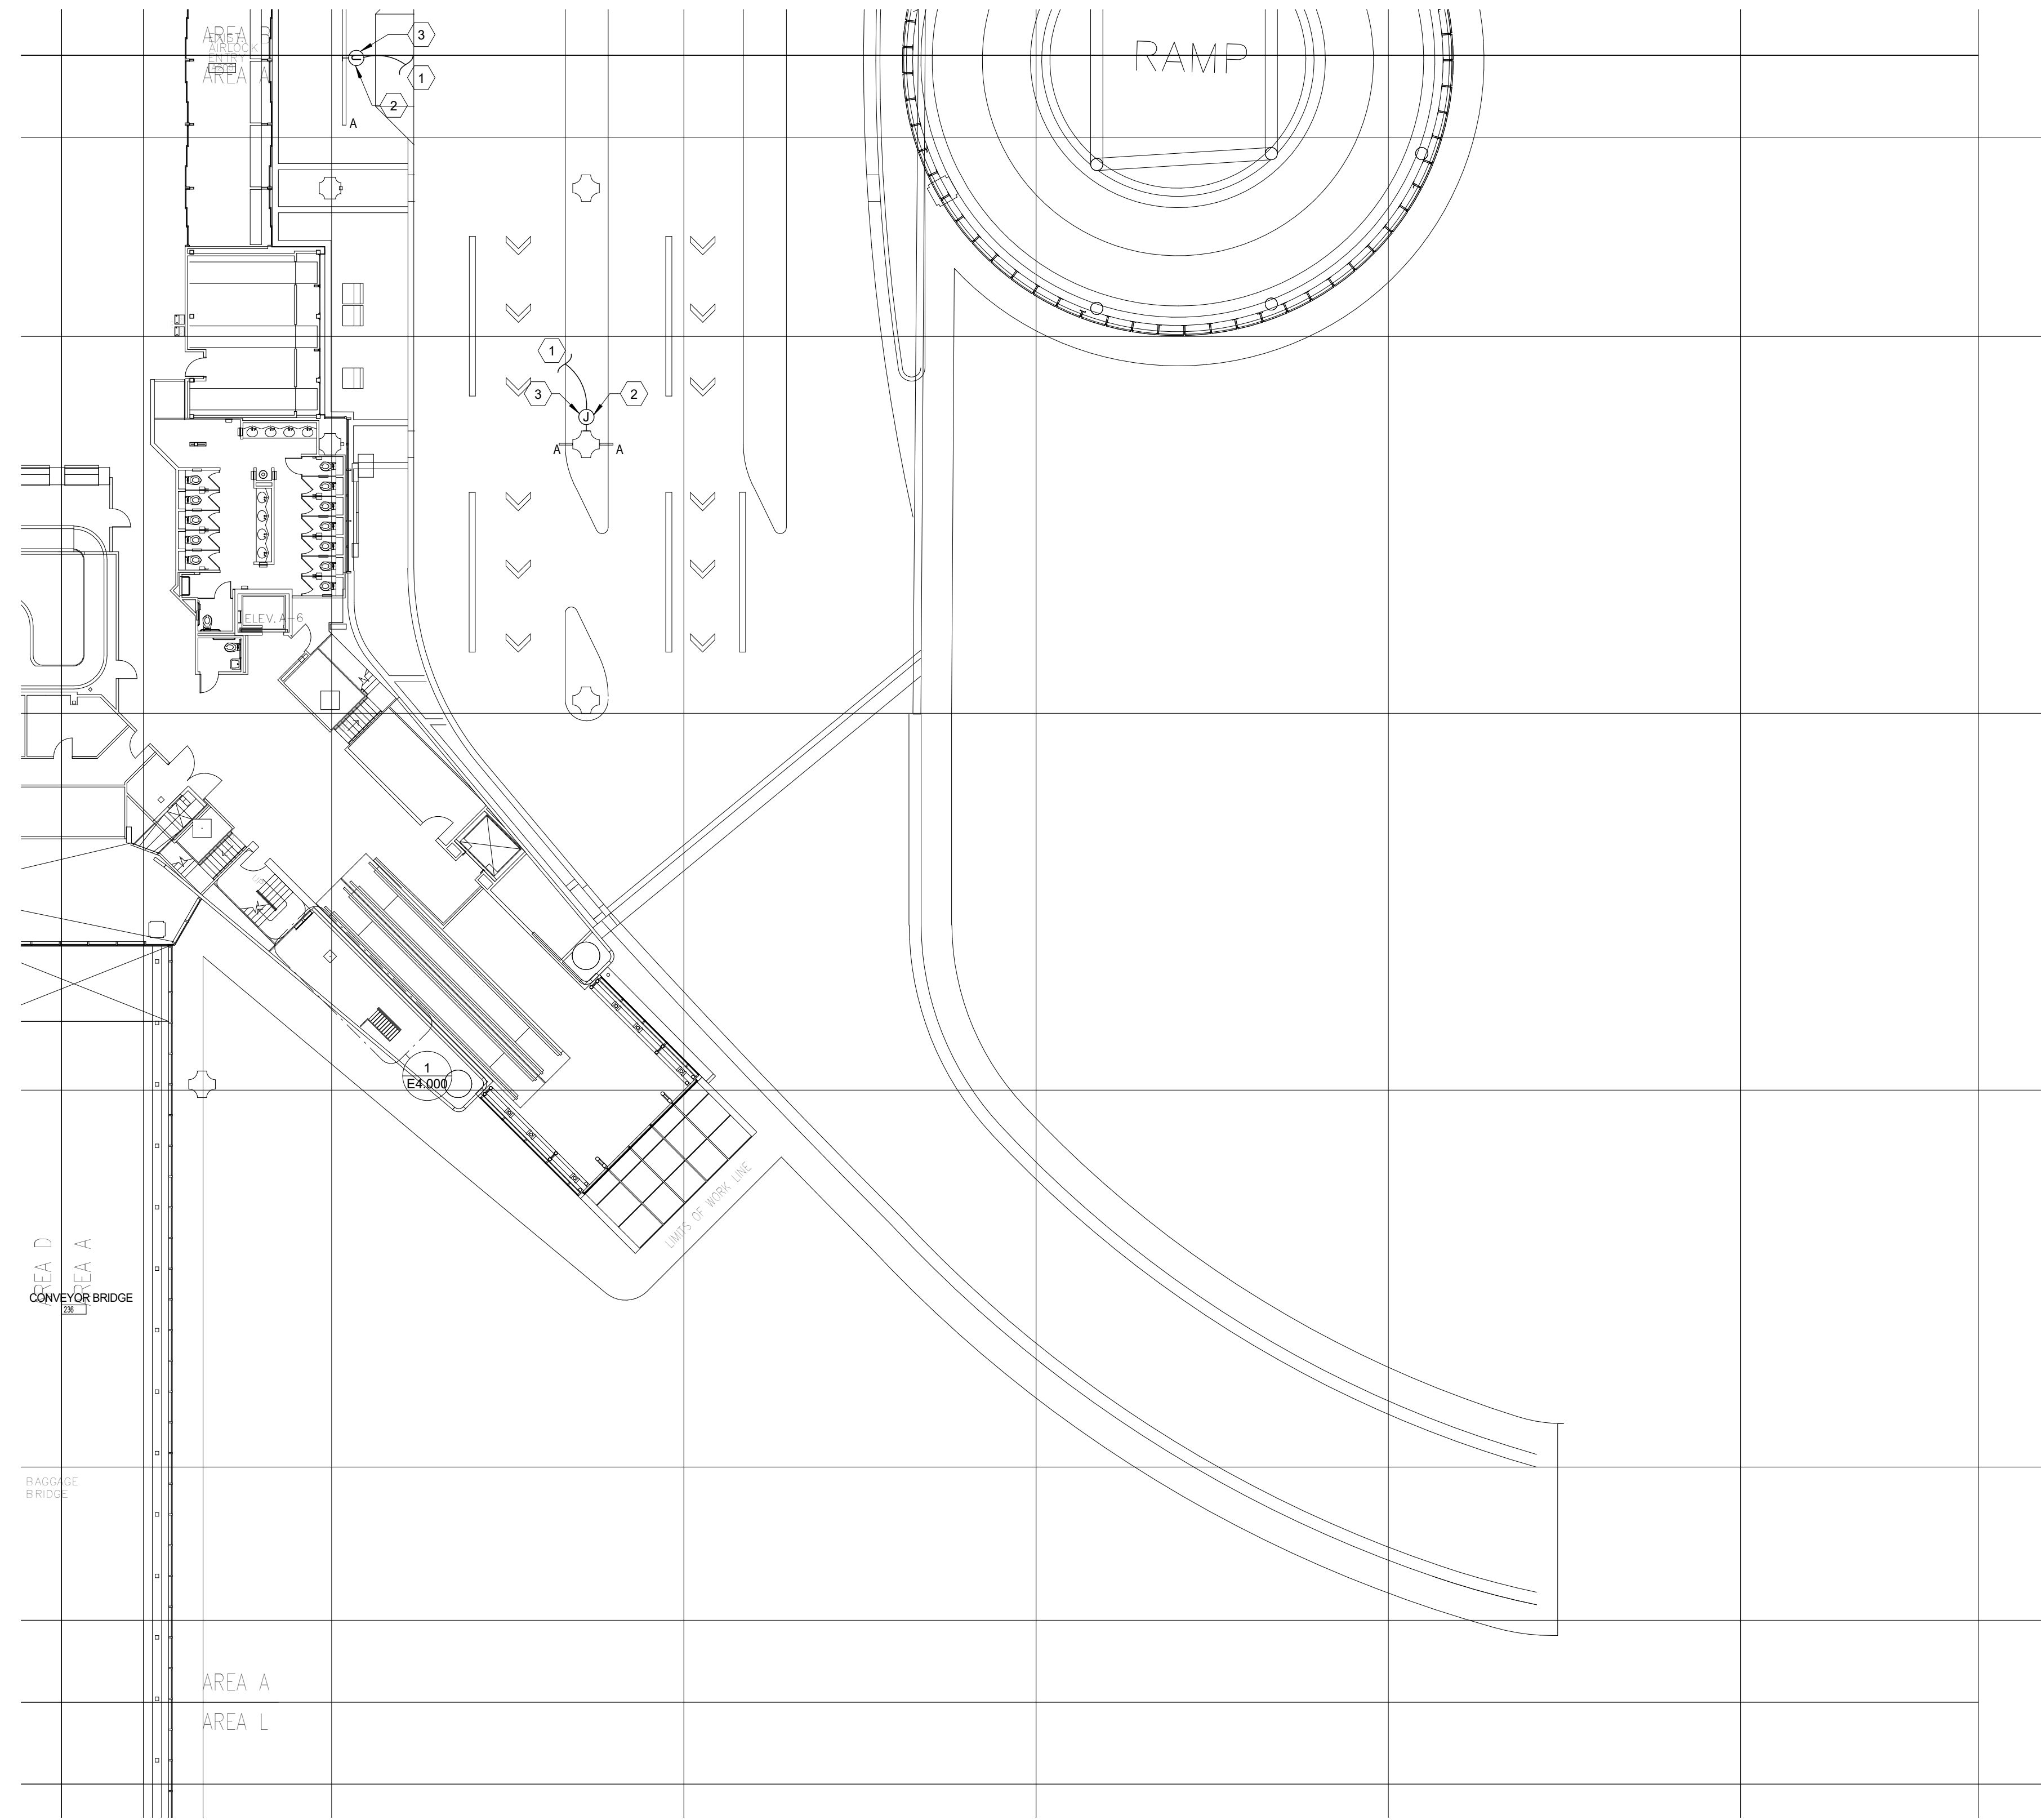 AREA B
AIRLOCK
ENTRY
AREA A
3
J
1
2
A
RAMP
1
3
2
J
A
A
ELEV. A-6
1
E4.000
LIMITS OF WORK LINE
AREA D
AREA A
CONVEYOR BRIDGE
236
BAGGAGE
BRIDGE
AREA A
AREA L